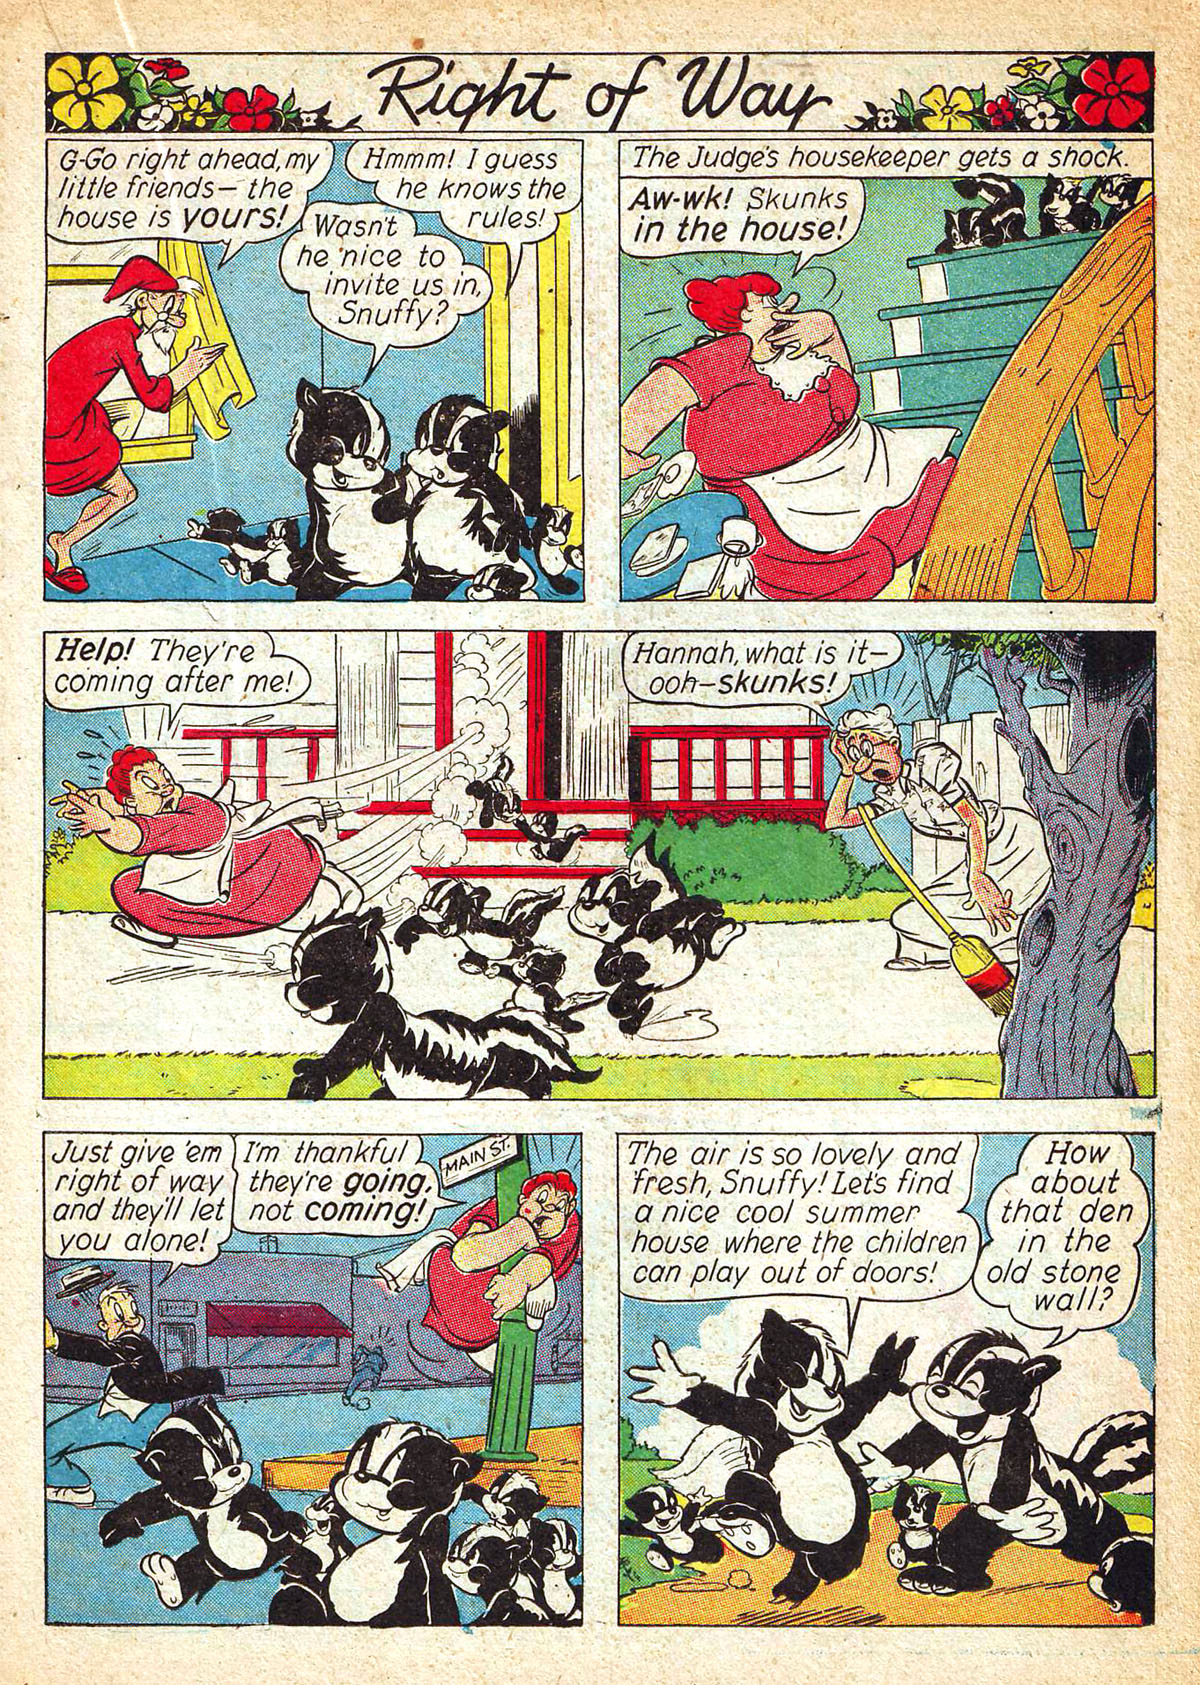 Right of Way
G-Go right ahead, my
little friends— the
house is yours!
Wasn't
he nice to
invite us in,
Snuffy?
Hmmm! I guess
he knows the
rules!
The Judge's housekeeper gets a shock.
Aw-wk! Skunks
in the house!
Help! They're
coming after me!
Hannah, what is it—
ooh—skunks!
Just give 'em
right of way
and they'll let
you alone!
I'm thankful
they're going,
not coming!
MAIN ST.
The air is so lovely and
fresh, Snuffy! Let's find
a nice cool summer
house where the children
can play out of doors!
How
about
that den
in the
old stone
wall?